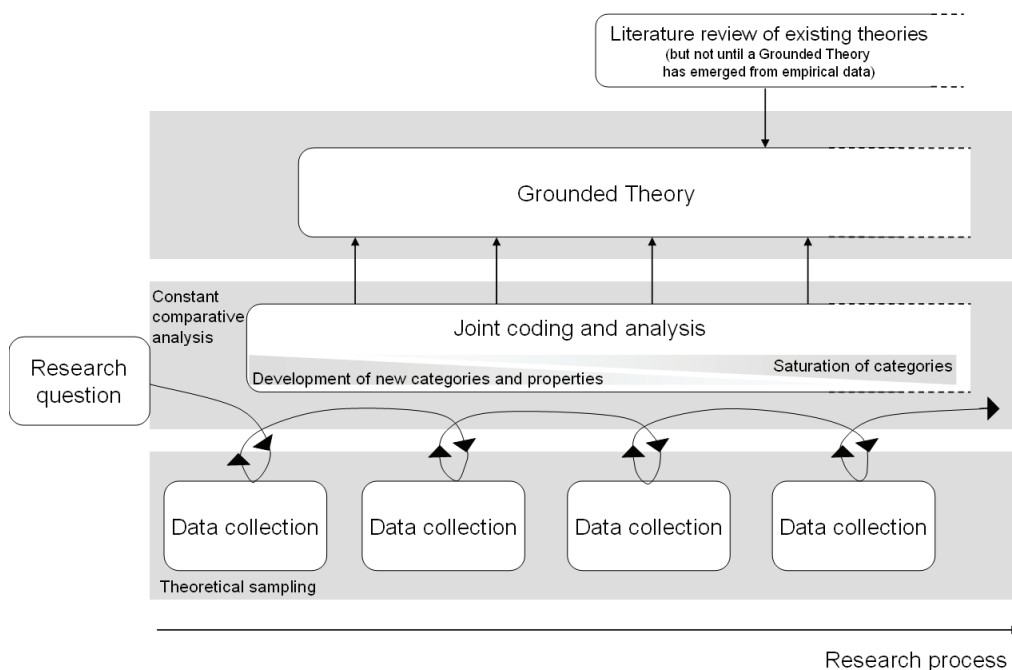 Literature review of existing theories
(but not until a Grounded Theory
has emerged from empirical data)
Grounded Theory
Constant
comparative
analysis
Joint coding and analysis
Saturation of categories
Development of new categories and properties
Research
question
Data collection
Data collection
Data collection
Data collection
Theoretical sampling
Research process